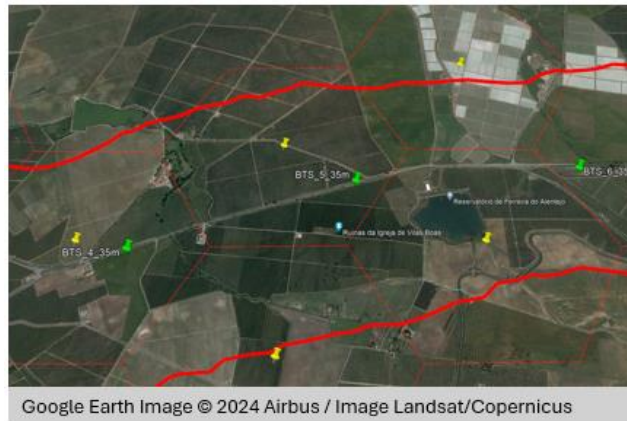 BTS_5_35m
BTS_6_35
Reservatório de Ferreira do Alentejo
Ruinas da Igreja de Vilas Boas
BTS_4_35m
Google Earth Image © 2024 Airbus / Image Landsat/Copernicus